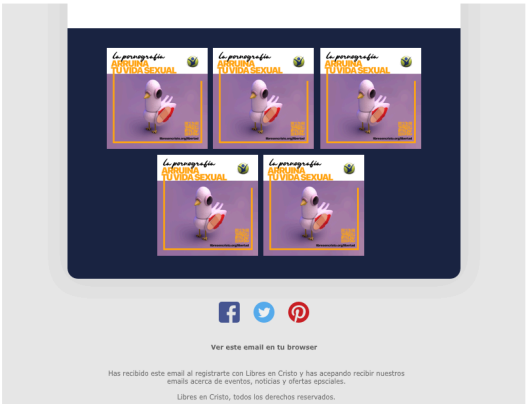 La pornografía La pornografía La pornografía
ARRUINA ARRUINA ARRUINA
TU VIDA SEXUAL TU VIDA SEXUAL TU VIDA SEXUAL
La pornografía La pornografía
ARRUINA ARRUINA
TU VIDA SEXUAL TU VIDA SEXUAL
Ver este email en tu browser
Has recibido este email al registrarte con Libres en Cristo y has acepando recibir nuestros
emails acerca de eventos, noticias y ofertas epsciales.
Libres en Cristo, todos los derechos reservados.